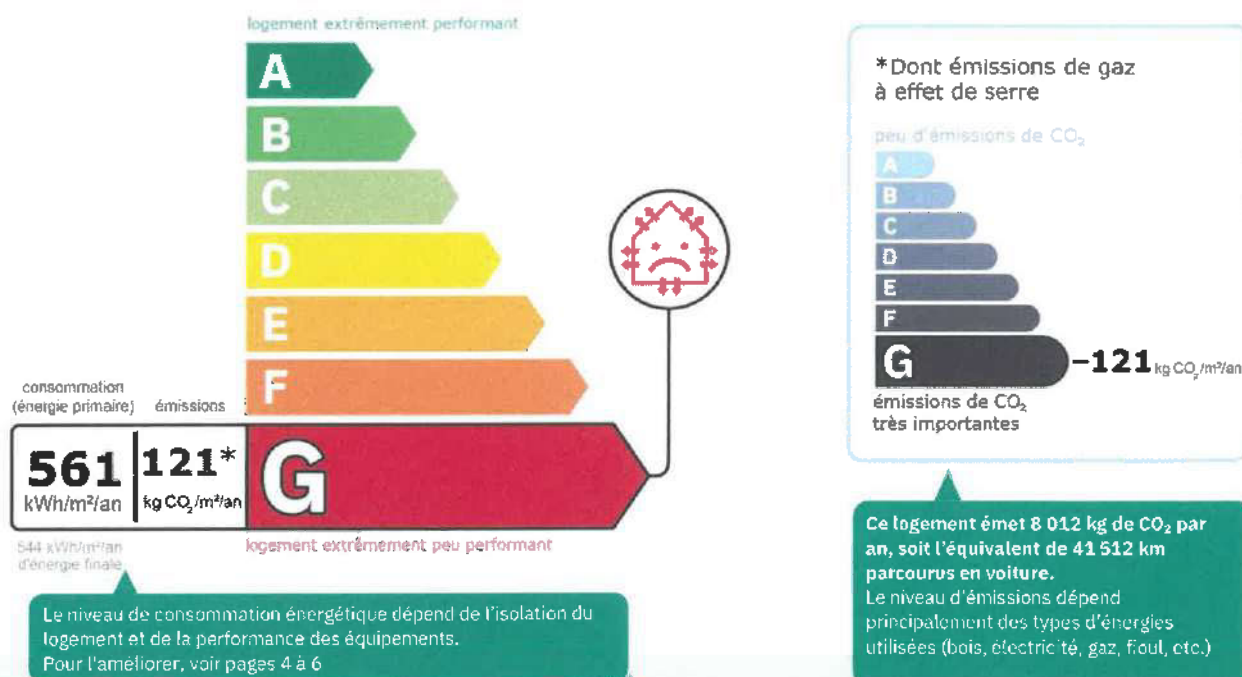 logement extrêmement performant
A
B
C
D
E
F
G
consommation
(énergie primaire)
émissions
561
kWh/m²/an
121*
kg CO₂/m²/an
544 kWh/m²/an
d'énergie finale
logement extrêmement peu performant
Le niveau de consommation énergétique dépend de l'isolation du
logement et de la performance des équipements.
Pour l'améliorer, voir pages 4 à 6
*Dont émissions de gaz
à effet de serre
peu d'émissions de CO₂
A
B
C
D
E
F
G
121 kg CO₂/m²/an
émissions de CO₂
très importantes
Ce logement émet 8 012 kg de CO₂ par
an, soit l'équivalent de 41 512 km
parcourus en voiture.
Le niveau d'émissions dépend
principalement des types d'énergies
utilisées (bois, électricité, gaz, fioul, etc.)